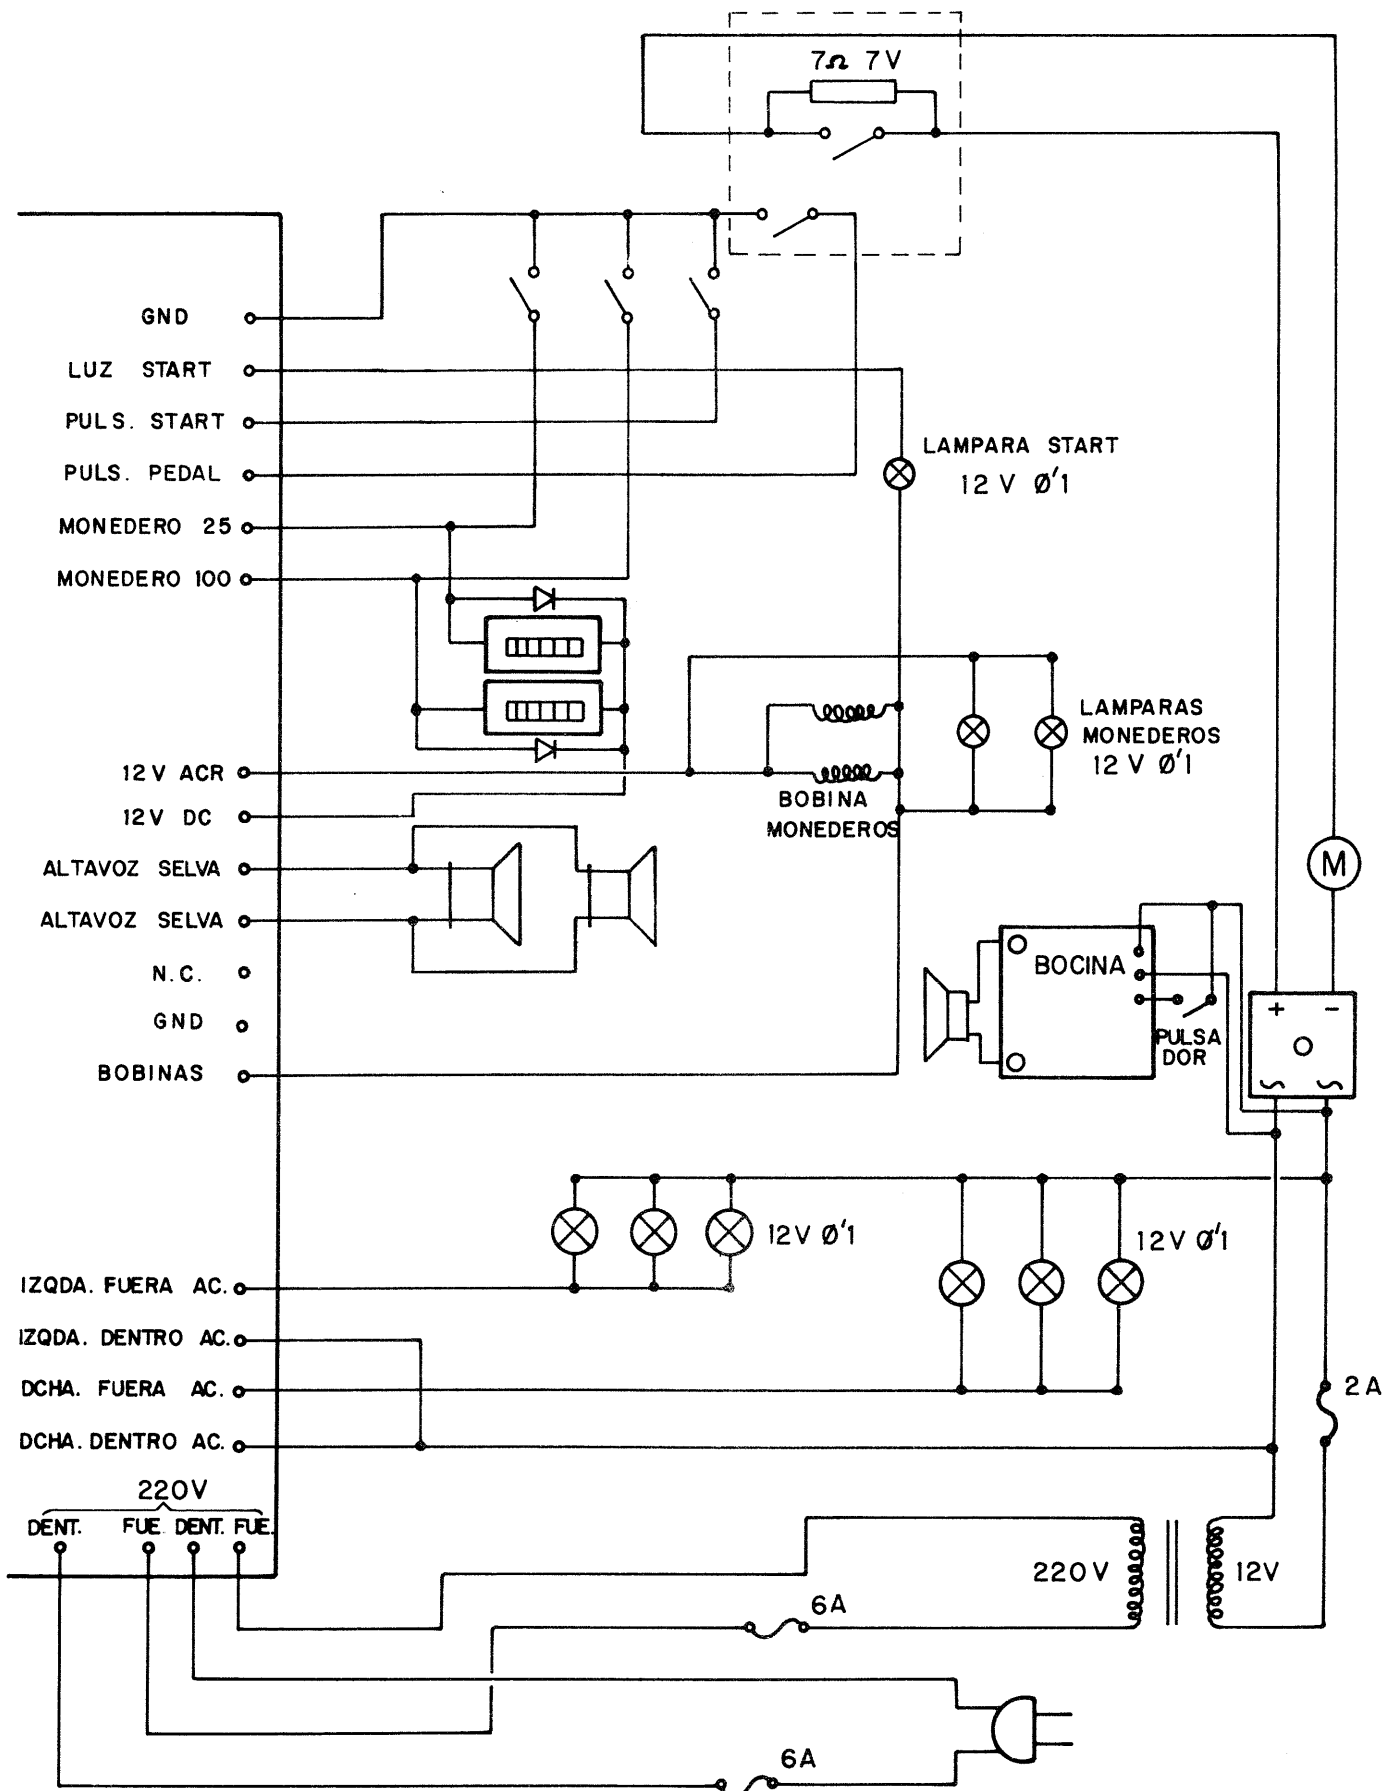 7Ω 7V
GND
LUZ START
PULS. START
PULS. PEDAL
LAMPARA START
12 V Ø'1
MONEDERO 25
MONEDERO 100
LAMPARAS
MONEDEROS
12 V Ø'1
12V ACR
BOBINA
MONEDEROS
12V DC
ALTAVOZ SELVA
ALTAVOZ SELVA
M
BOCINA
N.C.
GND
+ −
PULSA
DOR
BOBINAS
12V Ø'1
12V Ø'1
IZQDA. FUERA AC.
IZQDA. DENTRO AC.
DCHA. FUERA AC.
2A
DCHA. DENTRO AC.
220V
DENT. FUE. DENT. FUE.
220V
12V
6A
6A